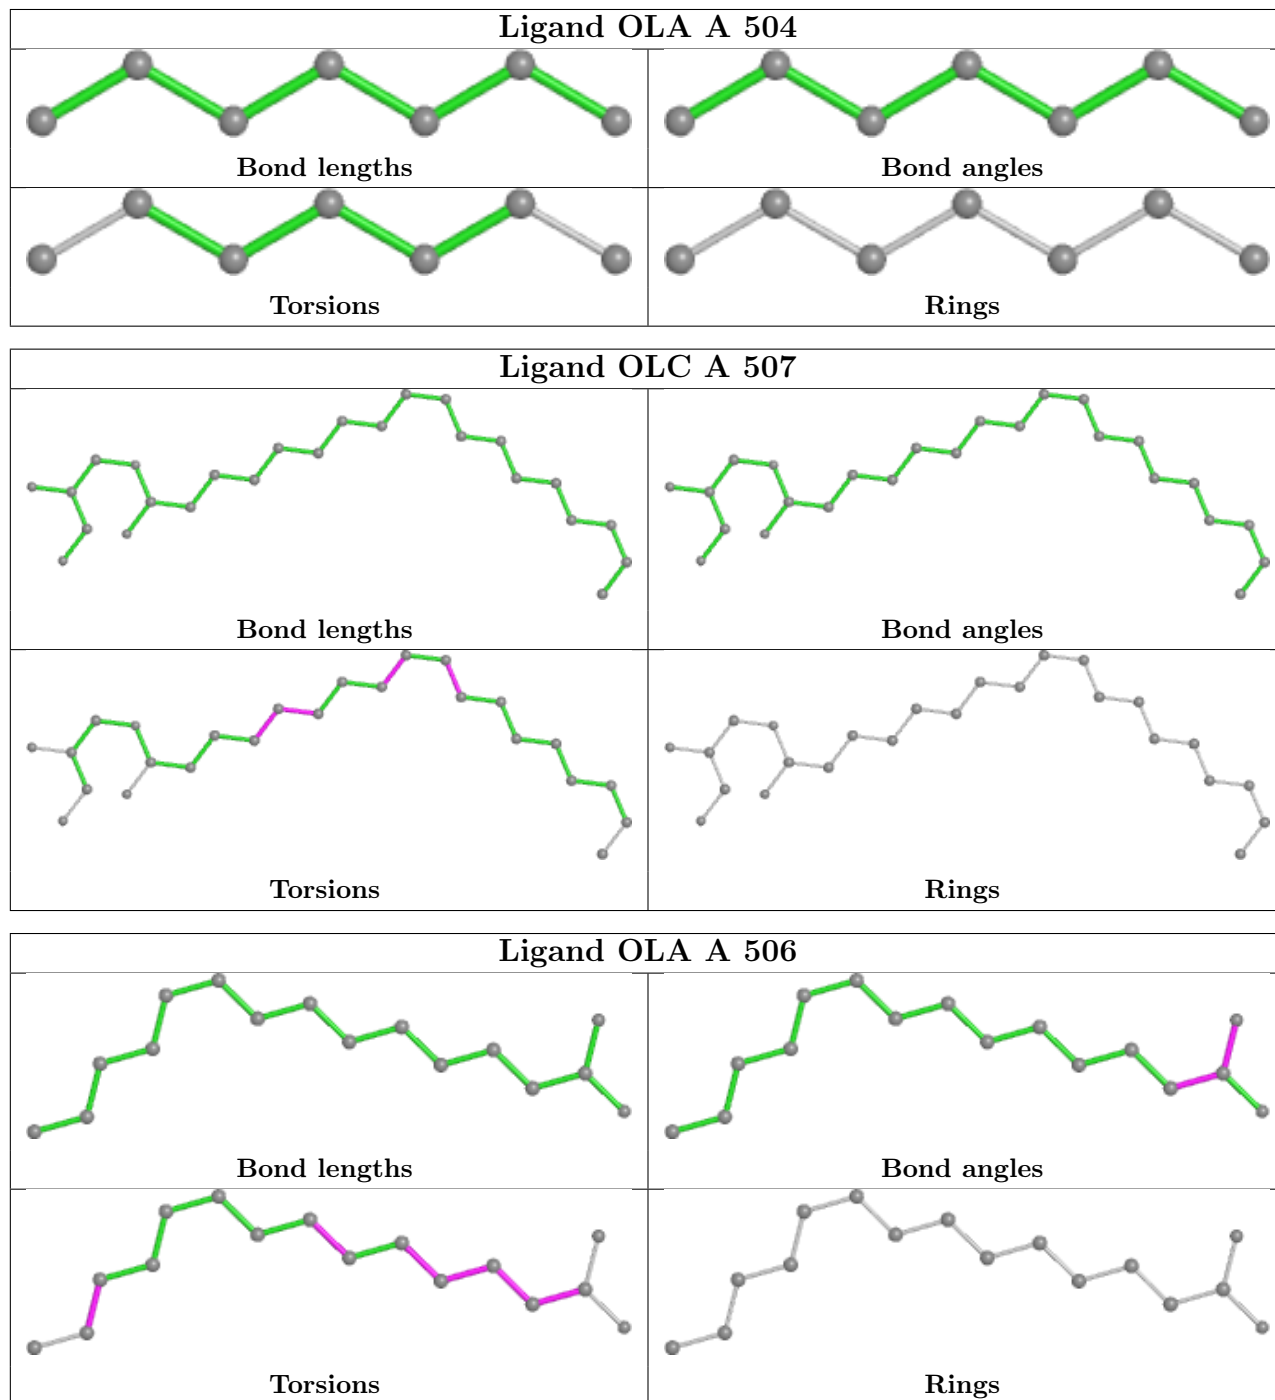 Ligand OLA A 504
Bond lengths
Bond angles
Torsions
Rings
Ligand OLC A 507
Bond lengths
Bond angles
Torsions
Rings
Ligand OLA A 506
Bond lengths
Bond angles
Torsions
Rings